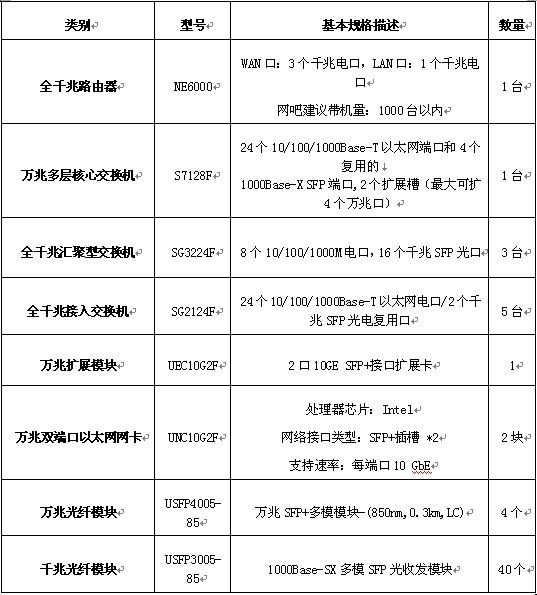 类别 型号 基本规格描述 数量
全千兆路由器 NE6000 WAN 口：3 个千兆电口，LAN 口：1 个千兆电
口
网吧建议带机量：1000 台以内 1 台
万兆多层核心交换机 S7128F 24 个 10/100/1000Base-T 以太网端口和 4 个
复用的
1000Base-X SFP 端口,2 个扩展槽（最大可扩
4 个万兆口） 1 台
全千兆汇聚型交换机 SG3224F 8 个 10/100/1000M 电口，16 个千兆 SFP 光口 3 台
全千兆接入交换机 SG2124F 24 个 10/100/1000Base-T 以太网电口/2 个千
兆 SFP 光电复用口 5 台
万兆扩展模块 UEC10G2F 2 口 10GE SFP+接口扩展卡 1
万兆双端口以太网网卡 UNC10G2F 处理器芯片：Intel
网络接口类型：SFP+插槽 *2
支持速率：每端口 10 GbE 2 块
万兆光纤模块 USFP4005-
85 万兆 SFP+多模模块-(850nm,0.3km,LC) 4 个
千兆光纤模块 USFP3005-
85 1000Base-SX 多模 SFP 光收发模块 40 个